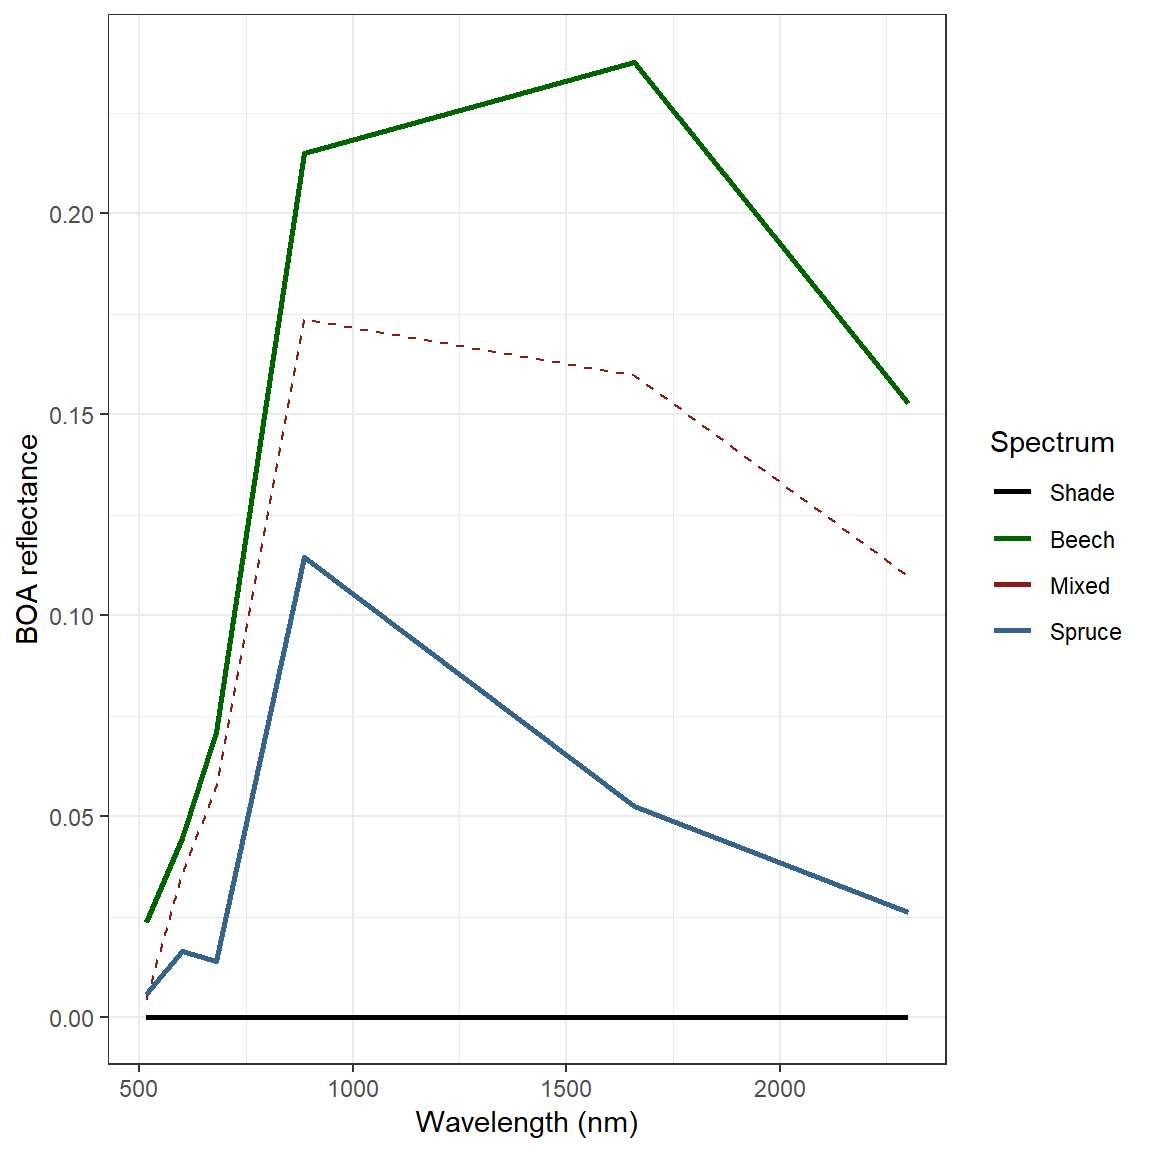 0.20
0.15
0.10
0.05
0.00
BOA reflectance
500 1000 1500 2000
Wavelength (nm)
Spectrum
Shade
Beech
Mixed
Spruce